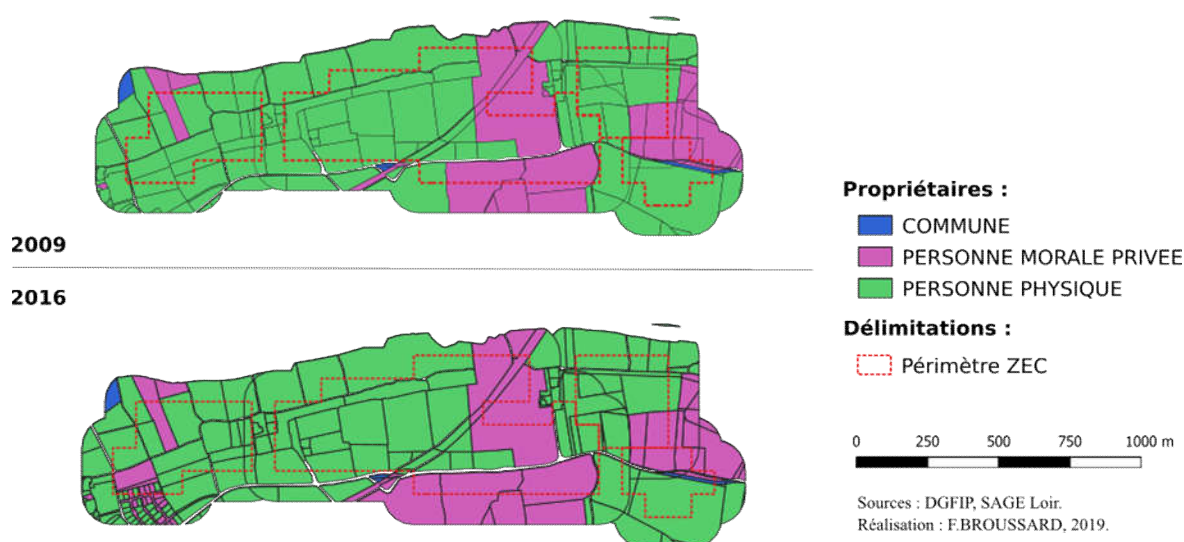 2009
2016
Propriétaires :
COMMUNE
PERSONNE MORALE PRIVEE
PERSONNE PHYSIQUE
Délimitations :
Périmètre ZEC
0 250 500 750 1000 m
Sources : DGFIP, SAGE Loir.
Réalisation : F.BROUSSARD, 2019.